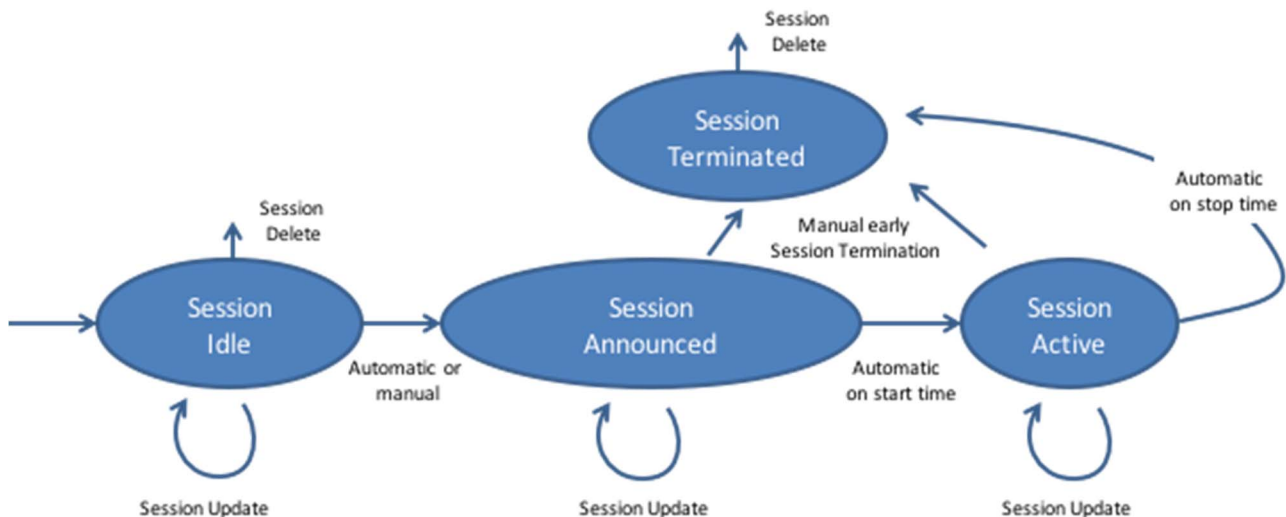 Session
Delete
Session
Terminated
Automatic
on stop time
Session
Delete
Manual early
Session Termination
Session
Idle
Session
Announced
Session
Active
Automatic or
manual
Automatic
on start time
Session Update
Session Update
Session Update